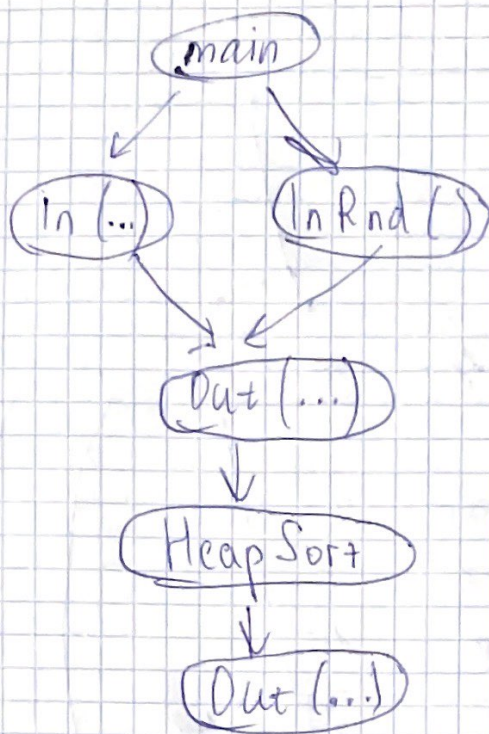 main
In (...)
InRnd ()
Out (...)
HeapSort
Out (...)